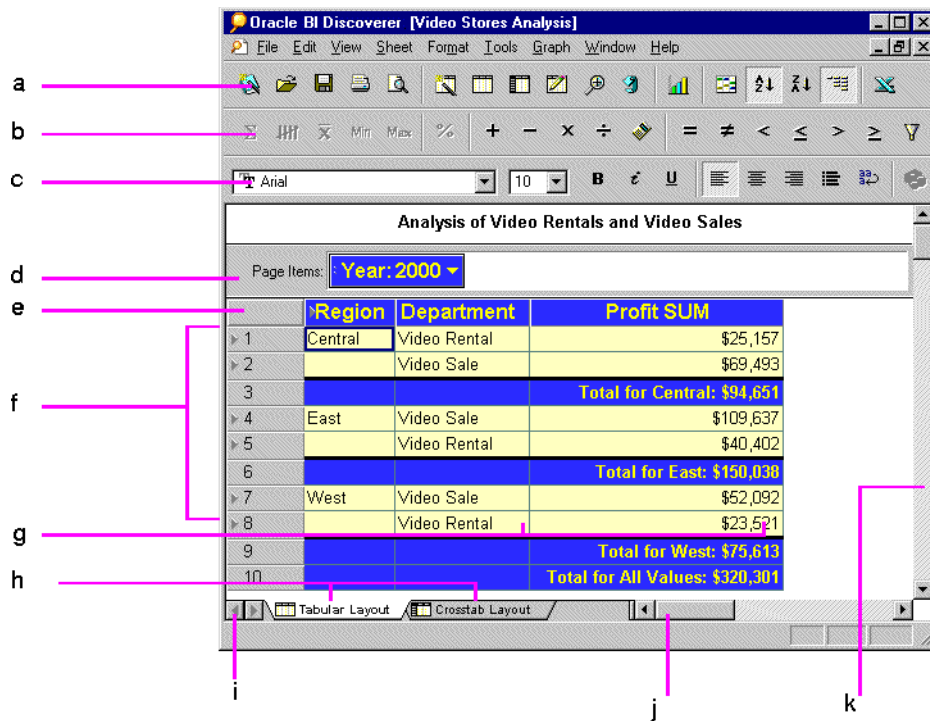 Oracle BI Discoverer [Video Stores Analysis]
File Edit View Sheet Format Tools Graph Window Help
a
b Σ x Min Max % + − × ÷ = ≠ < ≤ > ≥
c Arial 10 B i U
Analysis of Video Rentals and Video Sales
d Page Items: Year: 2000
e Region Department Profit SUM
1 Central Video Rental $25,157
2 Video Sale $69,493
3 Total for Central: $94,651
f 4 East Video Sale $109,637
5 Video Rental $40,402
6 Total for East: $150,038
7 West Video Sale $52,092
g 8 Video Rental $23,521
9 Total for West: $75,613
h 10 Total for All Values: $320,301
Tabular Layout Crosstab Layout
i j k